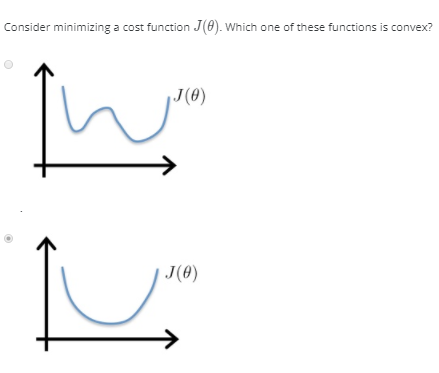 Consider minimizing a cost function J(θ). Which one of these functions is convex?
J(θ)
J(θ)